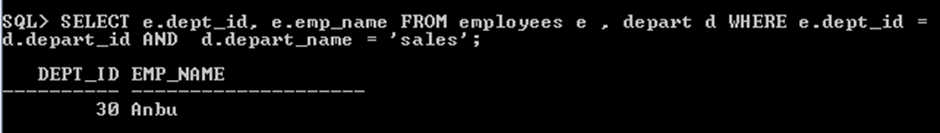 SQL> SELECT e.dept_id, e.emp_name FROM employees e , depart d WHERE e.dept_id =
d.depart_id AND  d.depart_name = 'sales';
   DEPT_ID EMP_NAME
---------- --------------------
        30 Anbu